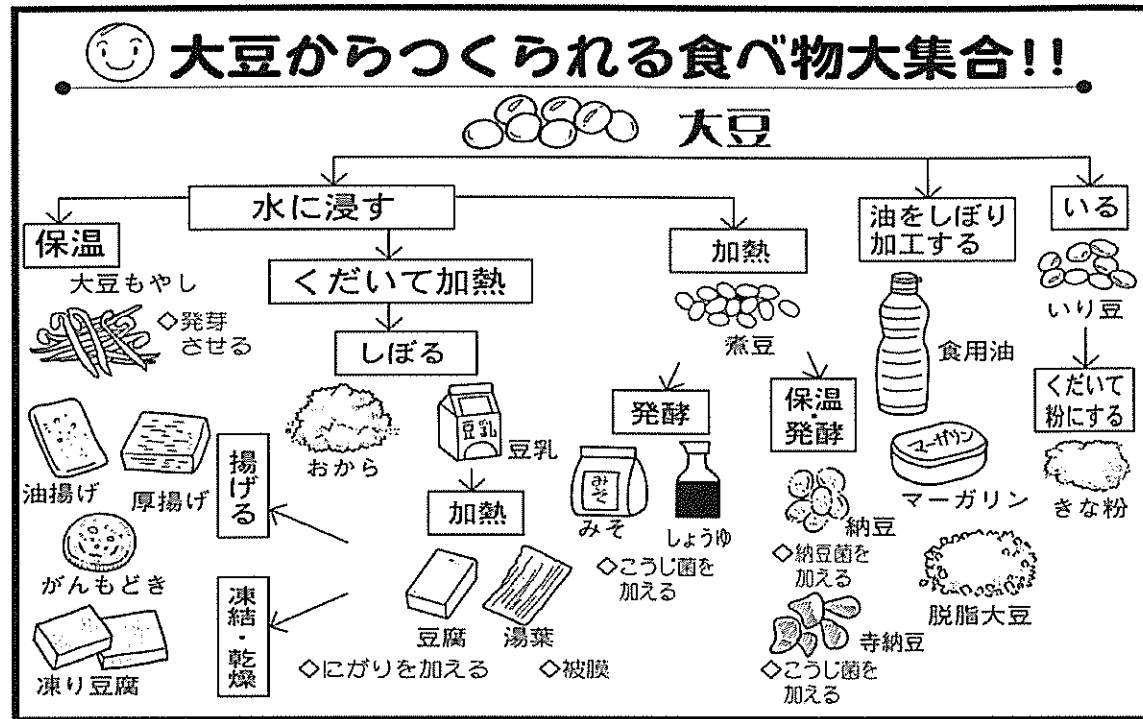 大豆からつくられる食べ物大集合!!
大豆
水に浸す
保温
大豆もやし
◇発芽
させる
くだいて加熱
しぼる
おから
豆乳
豆乳
加熱
豆腐
◇にがりを加える
湯葉
◇被膜
揚げる
油揚げ
厚揚げ
がんもどき
凍結・乾燥
凍り豆腐
加熱
煮豆
発酵
みそ
みそ
しょうゆ
◇こうじ菌を
加える
保温・
発酵
納豆
◇納豆菌を
加える
寺納豆
◇こうじ菌を
加える
油をしぼり
加工する
食用油
マーガリン
マーガリン
脱脂大豆
いる
いり豆
くだいて
粉にする
きな粉